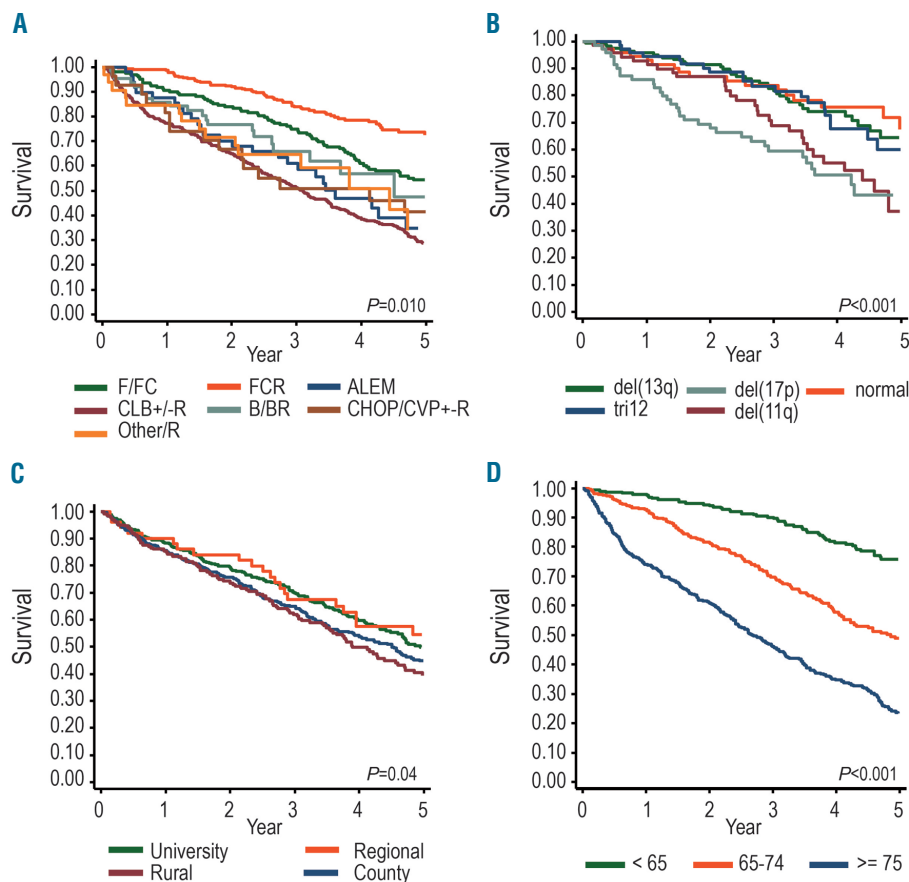 A
Survival
1.00
0.90
0.80
0.70
0.60
0.50
0.40
0.30
0.20
0.10
0.00
P=0.010
0 1 2 3 4 5
Year
F/FC FCR ALEM
CLB+/-R B/BR CHOP/CVP+-R
Other/R
B
Survival
1.00
0.90
0.80
0.70
0.60
0.50
0.40
0.30
0.20
0.10
0.00
P<0.001
0 1 2 3 4 5
Year
del(13q) del(17p) normal
tri12 del(11q)
C
Survival
1.00
0.90
0.80
0.70
0.60
0.50
0.40
0.30
0.20
0.10
0.00
P=0.04
0 1 2 3 4 5
Year
University Regional
Rural County
D
Survival
1.00
0.90
0.80
0.70
0.60
0.50
0.40
0.30
0.20
0.10
0.00
P<0.001
0 1 2 3 4 5
Year
< 65 65-74 >= 75